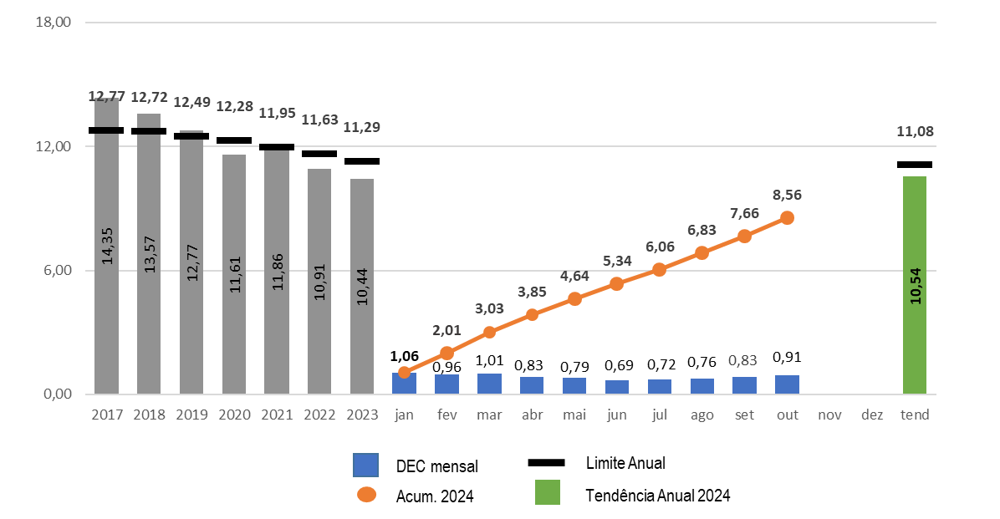 18,00
12,00
6,00
0,00
12,77 12,72 12,49 12,28 11,95 11,63 11,29 11,08
14,35 13,57 12,77 11,61 11,86 10,91 10,44 10,54
1,06 2,01 3,03 3,85 4,64 5,34 6,06 6,83 7,66 8,56
0,96 1,01 0,83 0,79 0,69 0,72 0,76 0,83 0,91
2017 2018 2019 2020 2021 2022 2023 jan fev mar abr mai jun jul ago set out nov dez tend
DEC mensal
Limite Anual
Acum. 2024
Tendência Anual 2024